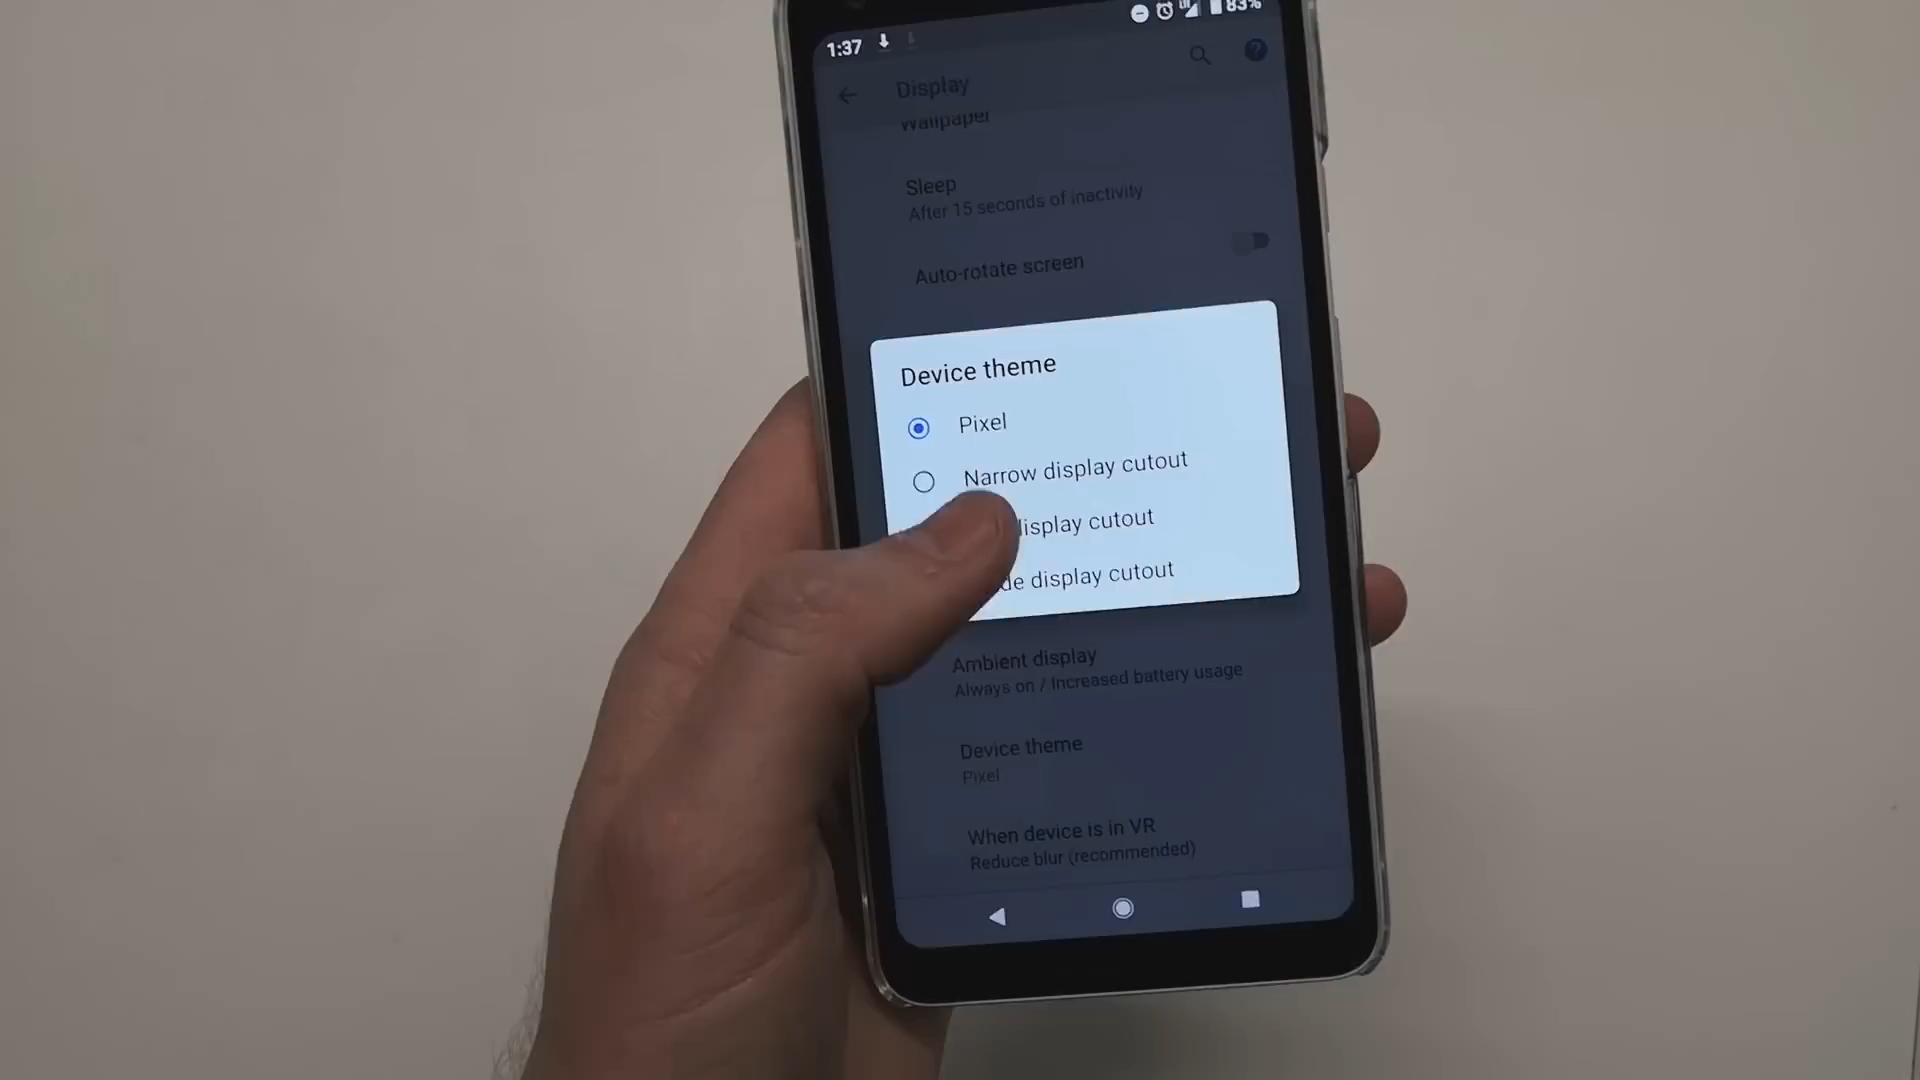 1:37 83%
Display
Wallpaper
Sleep
After 15 seconds of inactivity
Auto-rotate screen
Device theme
Pixel
Narrow display cutout
display cutout
display cutout
Ambient display
Always on / Increased battery usage
Device theme
Pixel
When device is in VR
Reduce blur (recommended)